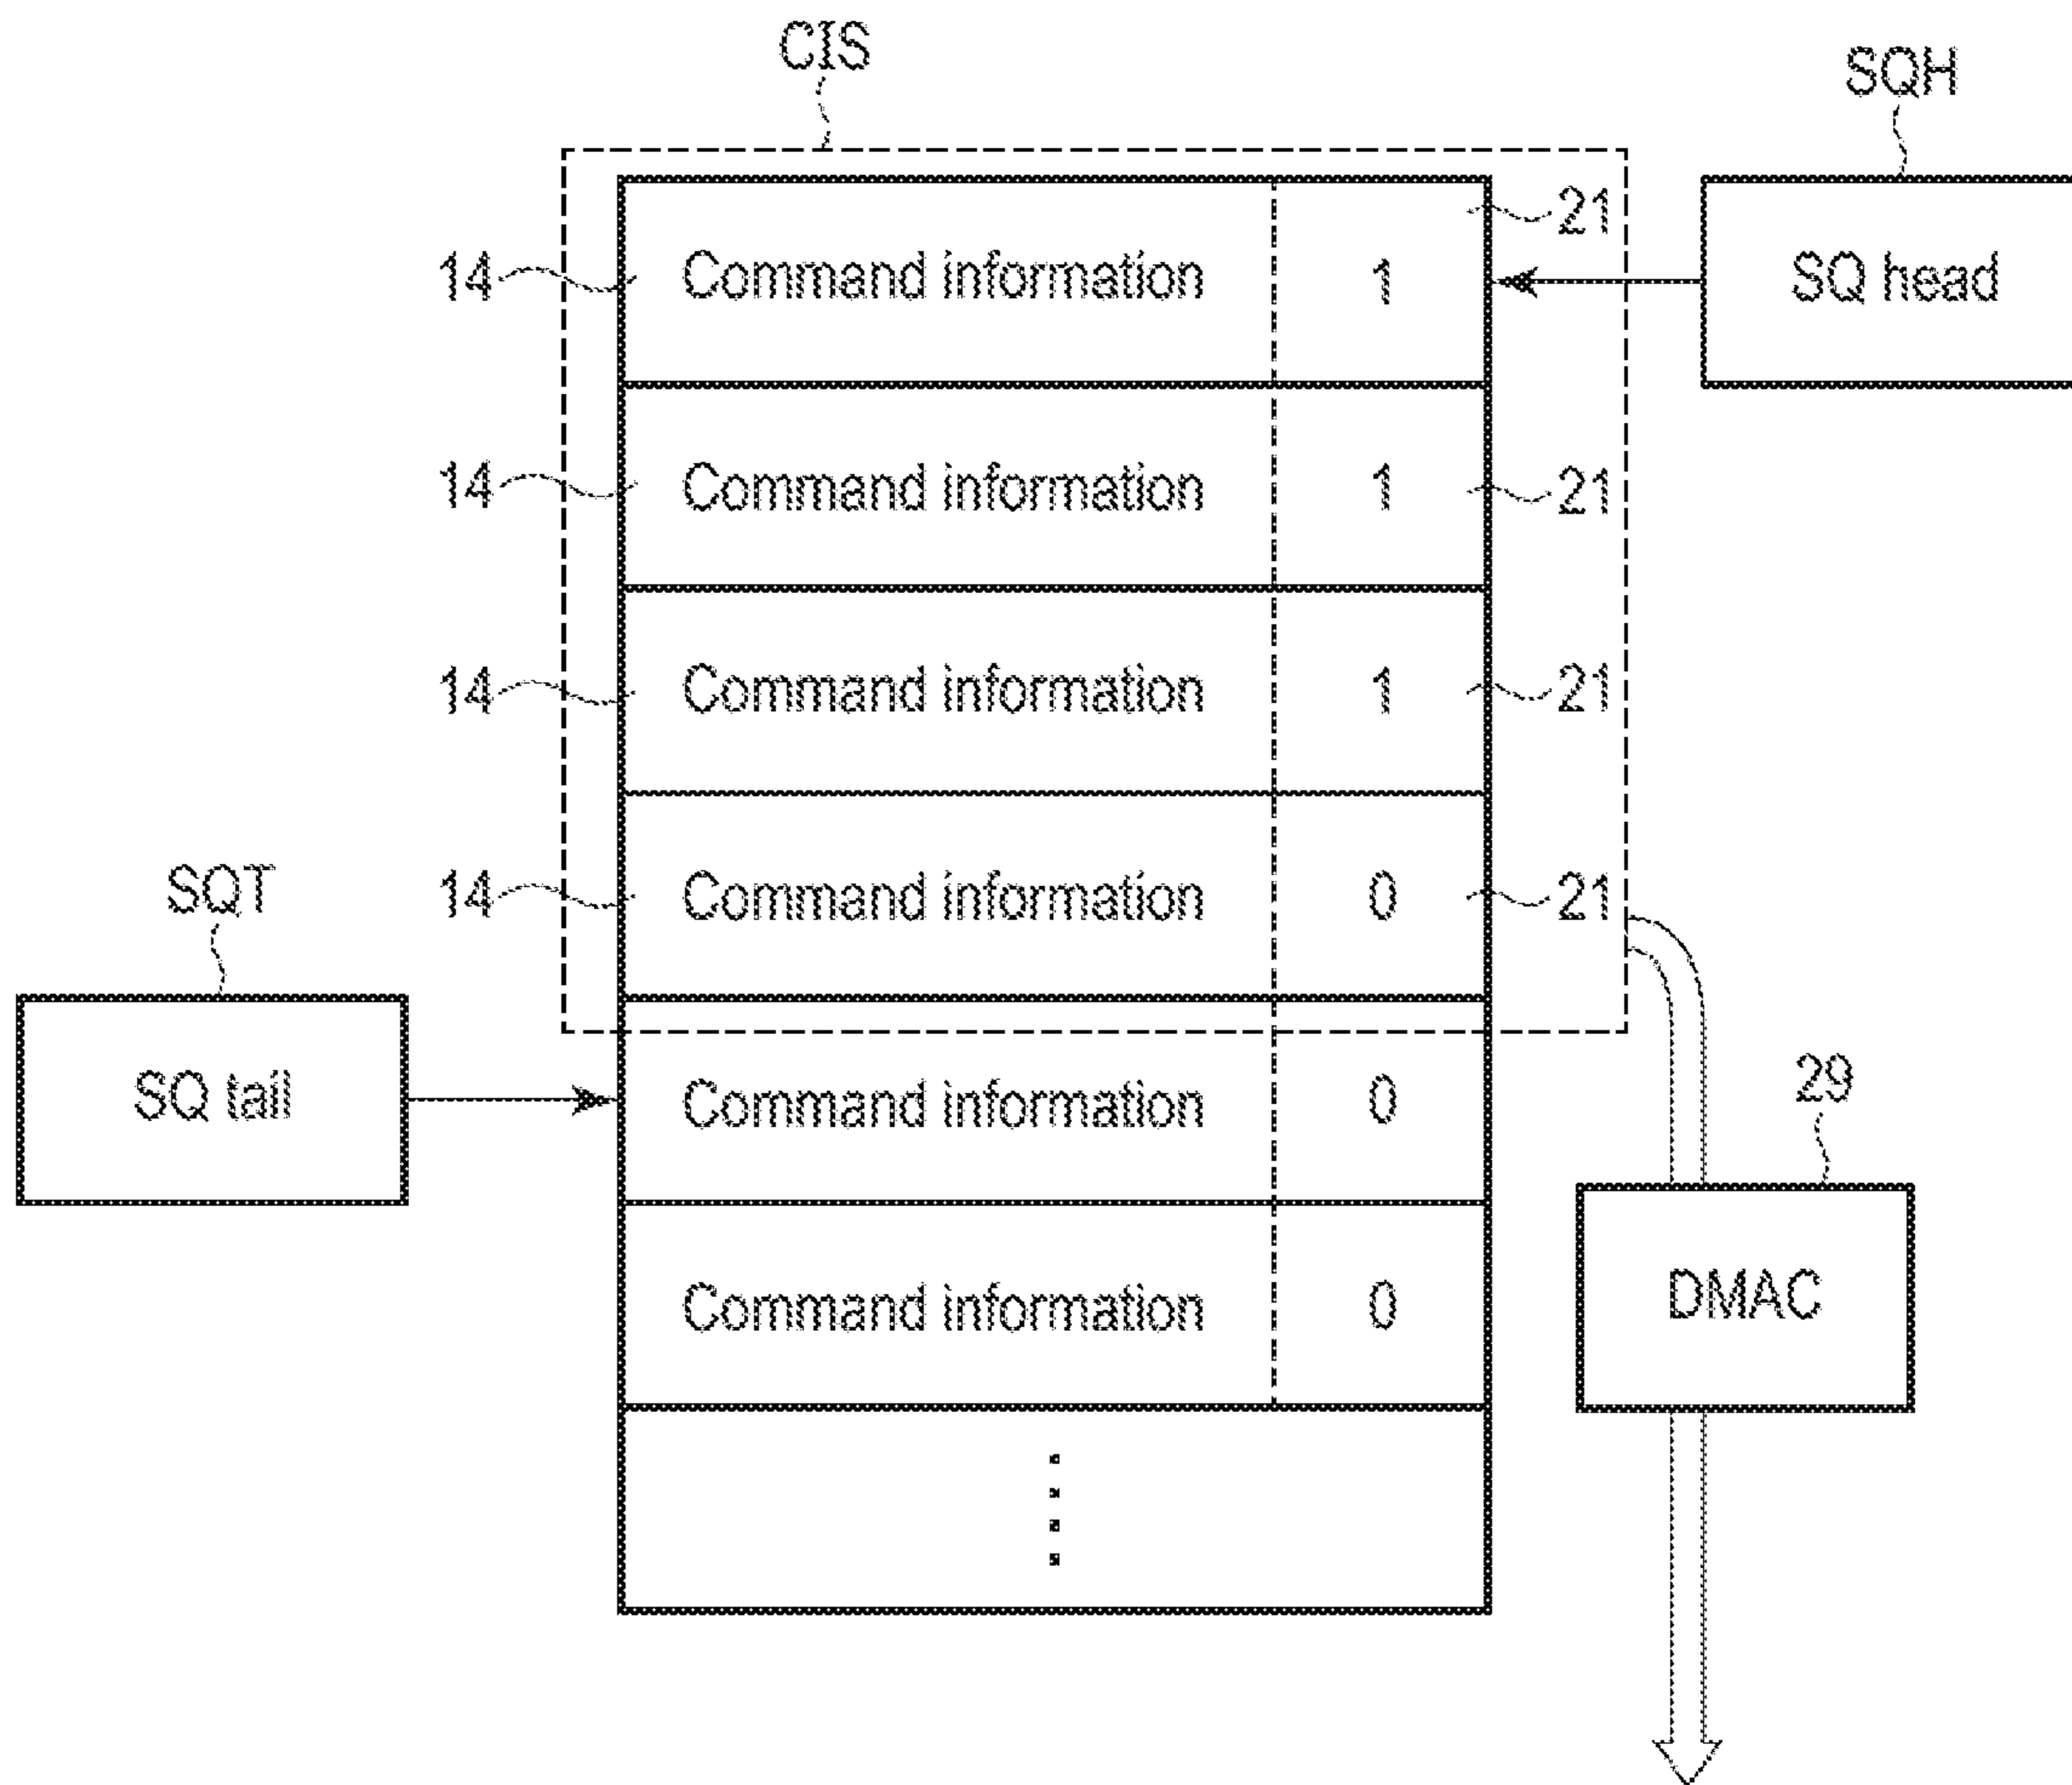 CIS
SQH
14 Command information 1 21
SQ head
14 Command information 1 21
14 Command information 1 21
SQT
14 Command information 0 21
SQ tail
Command information 0
29
Command information 0
DMAC